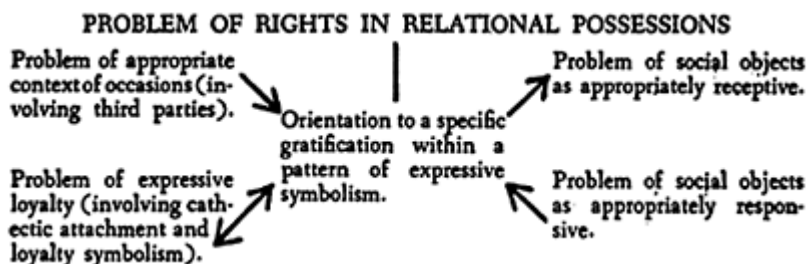 PROBLEM OF RIGHTS IN RELATIONAL POSSESSIONS
Problem of appropriate
context of occasions (in-
volving third parties).
Problem of social objects
as appropriately receptive.
Orientation to a specific
gratification within a
pattern of expressive
symbolism.
Problem of expressive
loyalty (involving cath-
ectic attachment and
loyalty symbolism).
Problem of social objects
as appropriately respon-
sive.